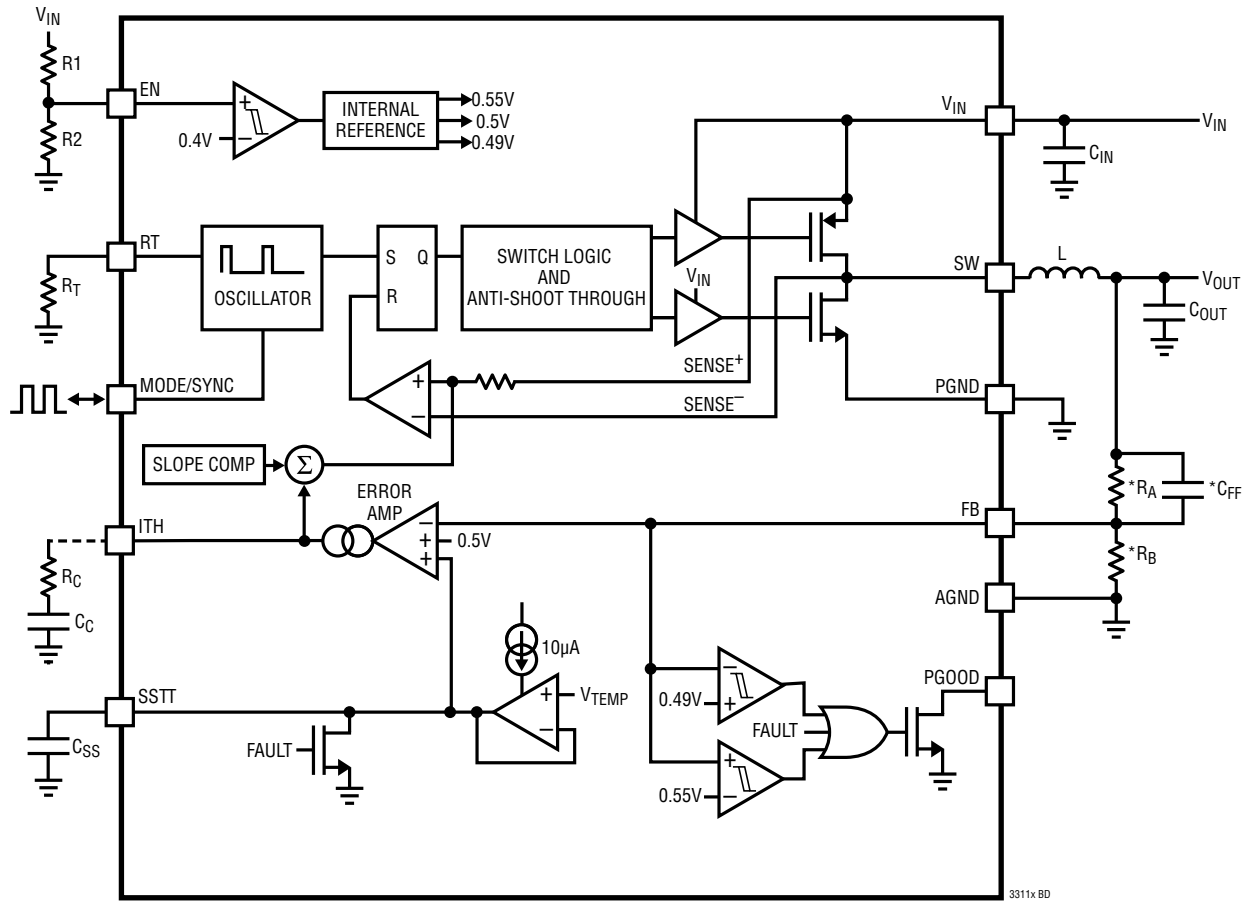 VIN
R1
EN
R2
0.4V
+
–
INTERNAL
REFERENCE
0.55V
0.5V
0.49V
VIN
VIN
CIN
RT
RT
OSCILLATOR
S Q
R
SWITCH LOGIC
AND
ANTI-SHOOT THROUGH
VIN
SW
L
VOUT
COUT
MODE/SYNC
+
–
SENSE+
SENSE–
PGND
SLOPE COMP
Σ
ERROR
AMP
ITH
–
+
+
0.5V
FB
*RA
*CFF
*RB
AGND
RC
CC
10µA
SSTT
+
–
VTEMP
CSS
FAULT
–
+
0.49V
FAULT
+
–
0.55V
PGOOD
3311x BD